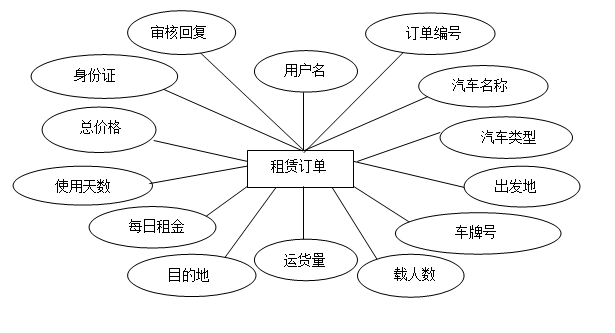 审核回复
订单编号
用户名
身份证
汽车名称
总价格
汽车类型
租赁订单
使用天数
出发地
每日租金
车牌号
运货量
目的地
载人数